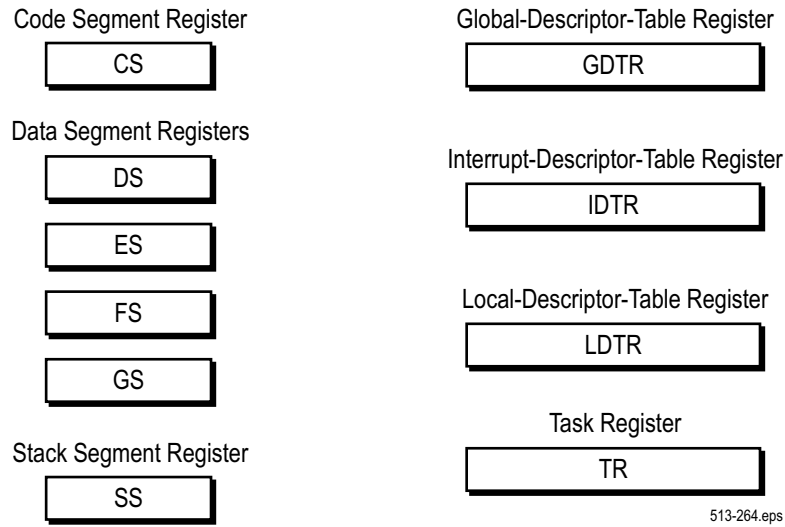 Code Segment Register
CS
Data Segment Registers
DS
ES
FS
GS
Stack Segment Register
SS
Global-Descriptor-Table Register
GDTR
Interrupt-Descriptor-Table Register
IDTR
Local-Descriptor-Table Register
LDTR
Task Register
TR
513-264.eps